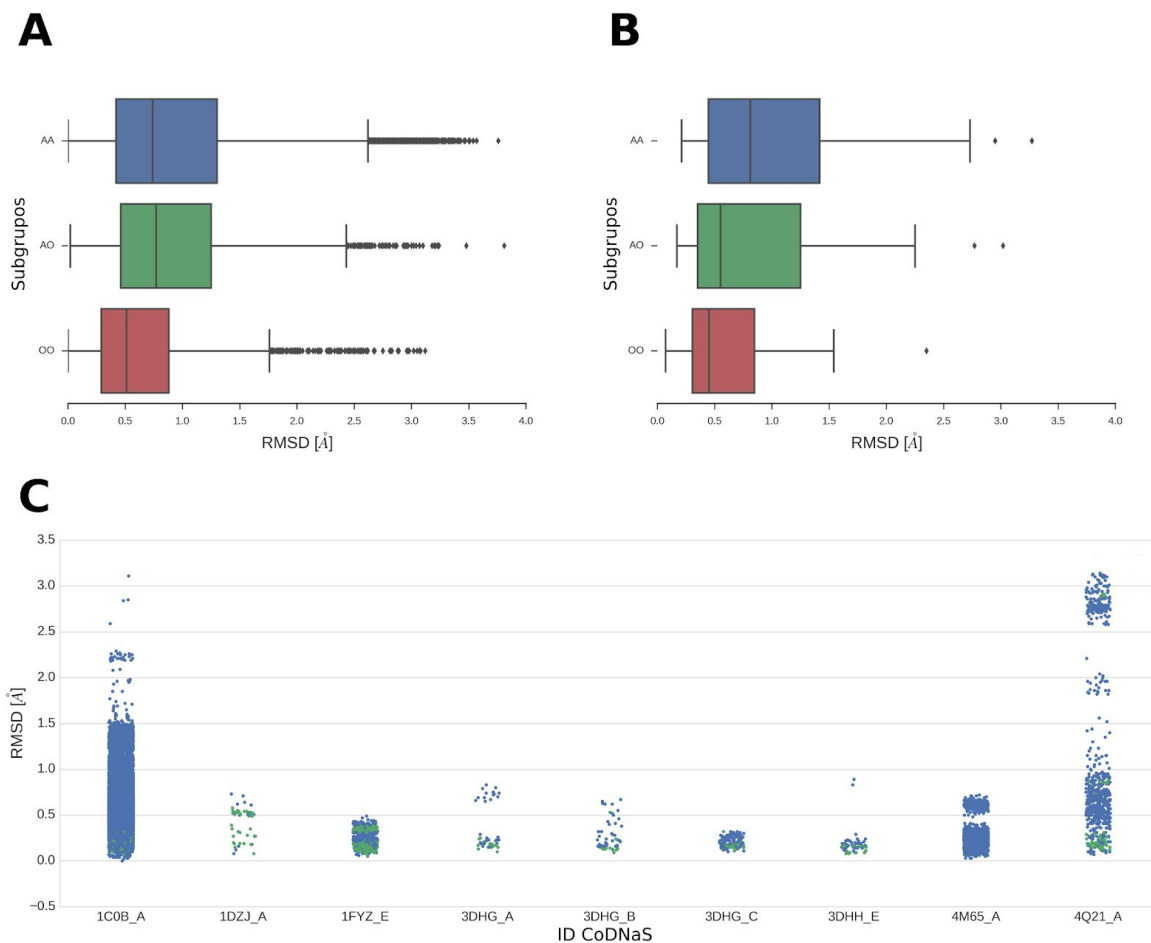 A
B
AA
AO
OO
Subgrupos
0.0 0.5 1.0 1.5 2.0 2.5 3.0 3.5 4.0
RMSD [Å]
AA
AO
OO
Subgrupos
0.0 0.5 1.0 1.5 2.0 2.5 3.0 3.5 4.0
RMSD [Å]
C
3.5
3.0
2.5
2.0
1.5
1.0
0.5
0.0
−0.5
RMSD [Å]
1C0B_A 1DZJ_A 1FYZ_E 3DHG_A 3DHG_B 3DHG_C 3DHH_E 4M65_A 4Q21_A
ID CoDNaS